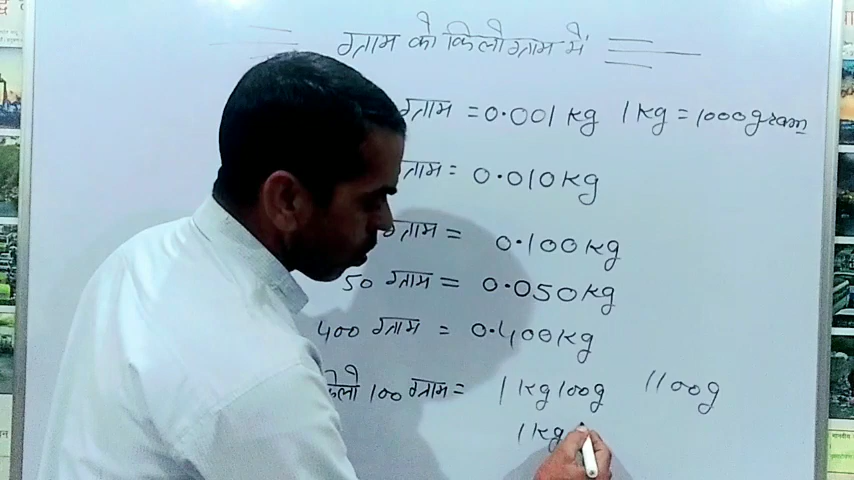 ग्राम को किलोग्राम में
ग्राम = 0.001 kg 1 kg = 1000 gram
ग्राम = 0.010 kg
ग्राम = 0.100 kg
50 ग्राम = 0.050 kg
400 ग्राम = 0.400 kg
100 ग्राम = 1 kg 100 g 1100 g
1 kg